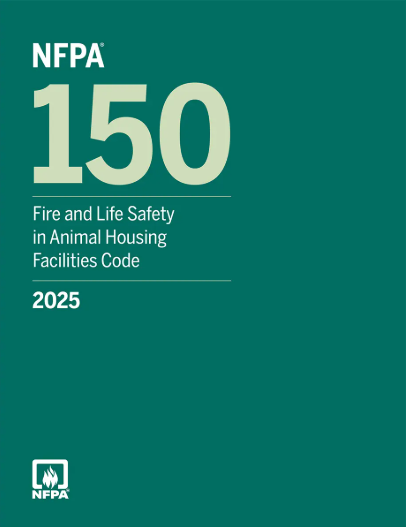 NFPA®
150
Fire and Life Safety
in Animal Housing
Facilities Code
2025
NFPA®